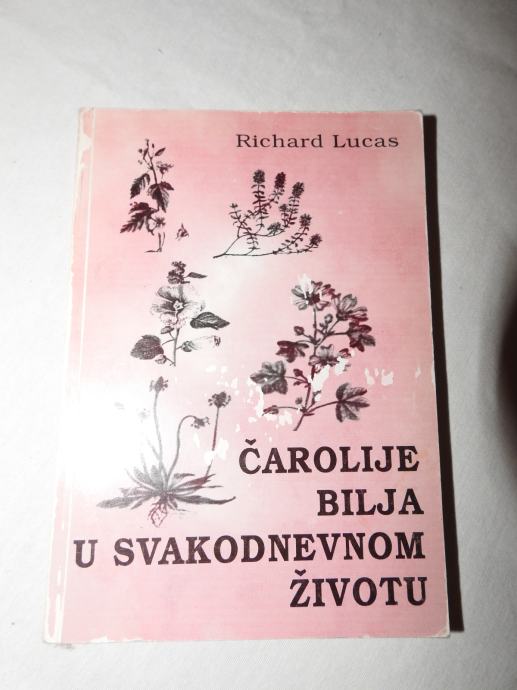 Richard Lucas
ČAROLIJE
BILJA
U SVAKODNEVNOM
ŽIVOTU